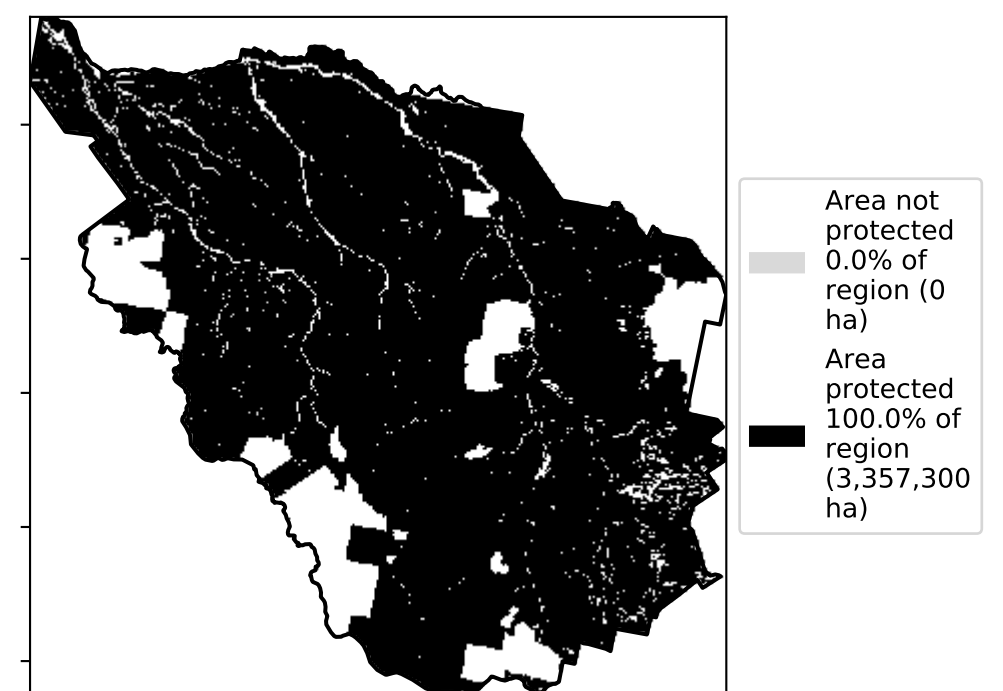 Area not
protected
0.0% of
region (0
ha)
Area
protected
100.0% of
region
(3,357,300
ha)